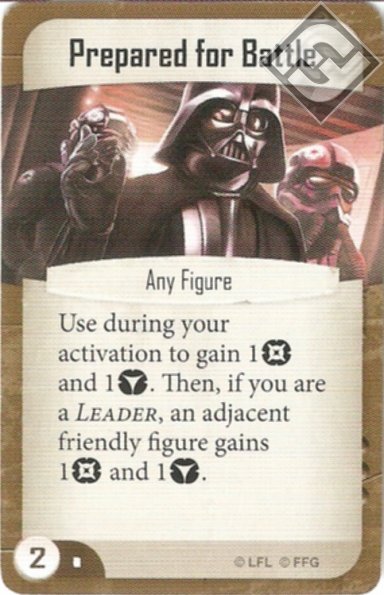 Prepared for Battle
Any Figure
Use during your
activation to gain 1
and 1. Then, if you are
a LEADER, an adjacent
friendly figure gains
1 and 1.
2
© LFL © FFG